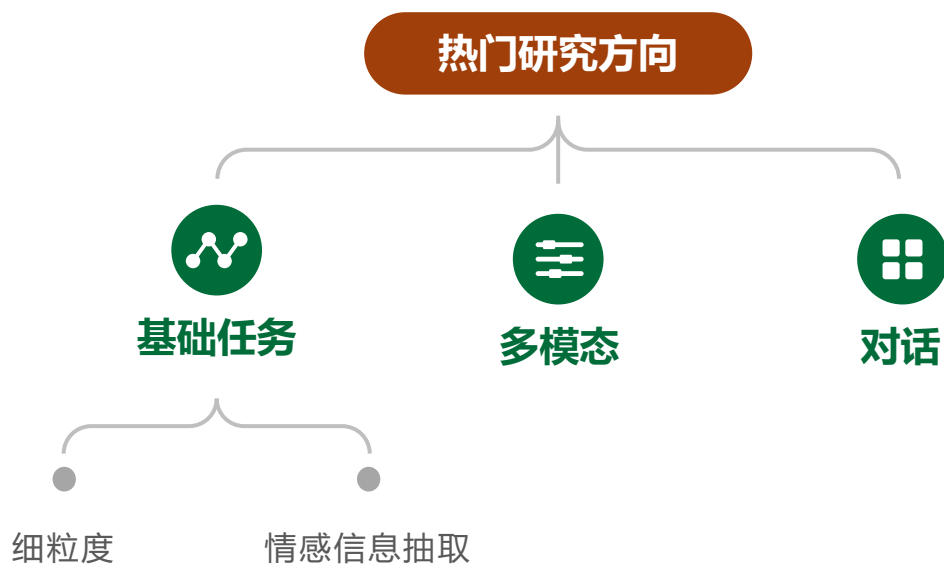 热门研究方向
基础任务
多模态
对话
细粒度
情感信息抽取